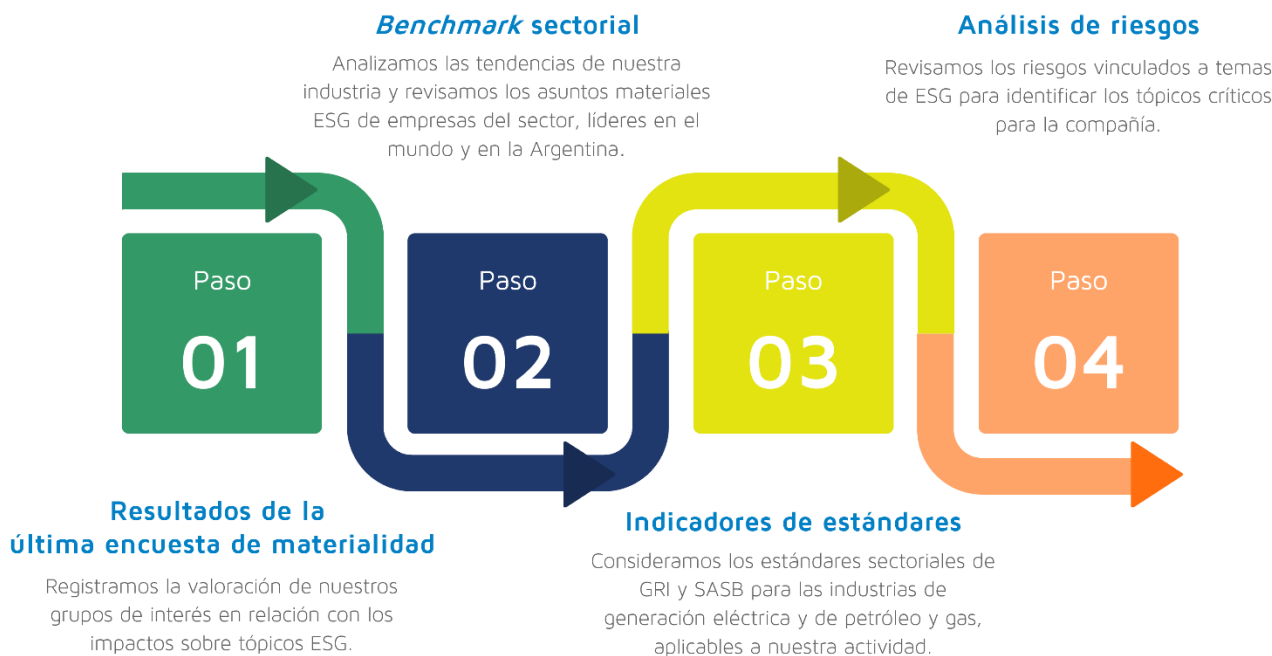 Benchmark sectorial
Analizamos las tendencias de nuestra
industria y revisamos los asuntos materiales
ESG de empresas del sector, líderes en el
mundo y en la Argentina.
Análisis de riesgos
Revisamos los riesgos vinculados a temas
de ESG para identificar los tópicos críticos
para la compañía.
Paso
01
Paso
02
Paso
03
Paso
04
Resultados de la
última encuesta de materialidad
Registramos la valoración de nuestros
grupos de interés en relación con los
impactos sobre tópicos ESG.
Indicadores de estándares
Consideramos los estándares sectoriales de
GRI y SASB para las industrias de
generación eléctrica y de petróleo y gas,
aplicables a nuestra actividad.